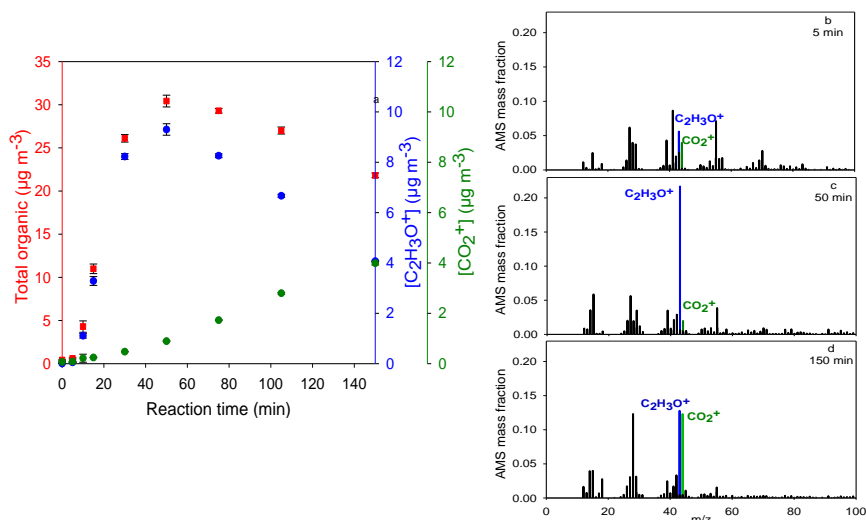 a
Total organic (µg m-3)
35
30
25
20
15
10
5
0
0 20 40 60 80 100 120 140
Reaction time (min)
12
10
8
6
4
2
0
[C2H3O+] (µg m-3)
12
10
8
6
4
2
0
[CO2+] (µg m-3)
b
5 min
AMS mass fraction
0.20
0.15
0.10
0.05
0.00
C2H3O+
CO2+
c
50 min
AMS mass fraction
0.20
0.15
0.10
0.05
0.00
C2H3O+
CO2+
d
150 min
AMS mass fraction
0.20
0.15
0.10
0.05
0.00
C2H3O+
CO2+
0 20 40 60 80 100
m/z